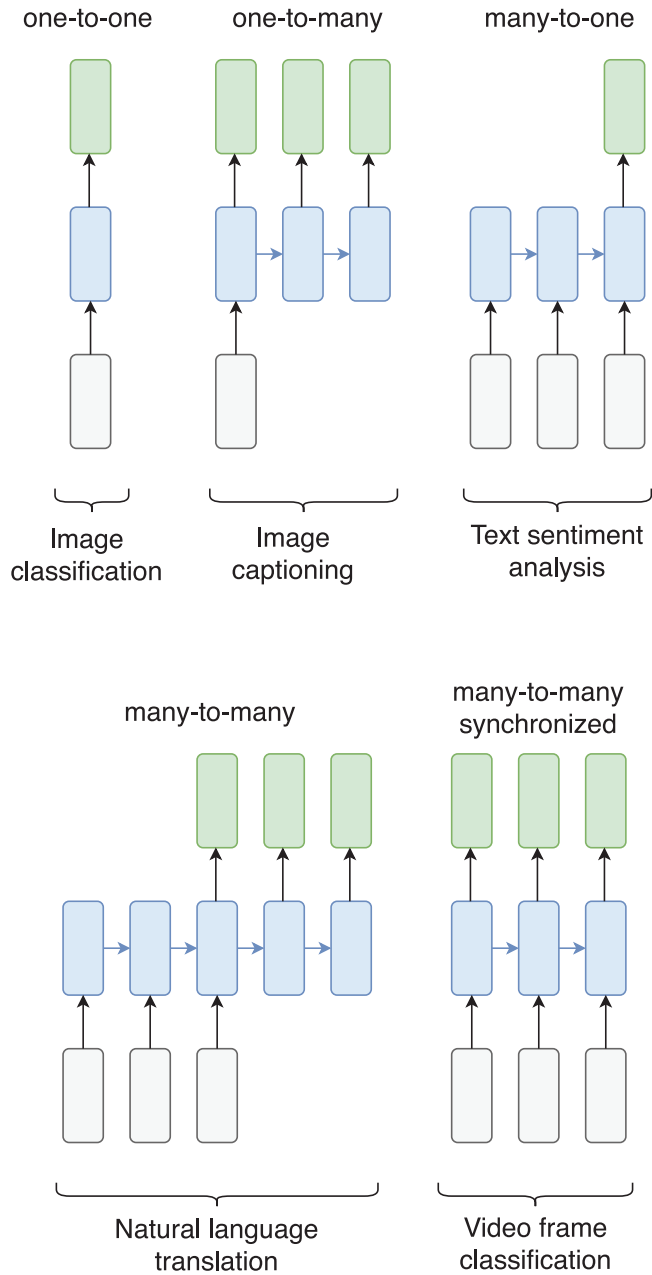 one-to-one
one-to-many
many-to-one
Image
classification
Image
captioning
Text sentiment
analysis
many-to-many
many-to-many
synchronized
Natural language
translation
Video frame
classification